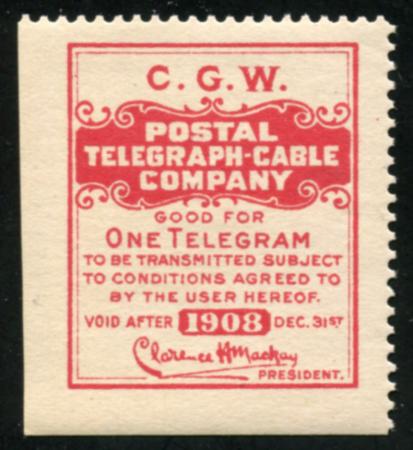 C. G. W.
POSTAL
TELEGRAPH-CABLE
COMPANY
GOOD FOR
ONE TELEGRAM
TO BE TRANSMITTED SUBJECT
TO CONDITIONS AGREED TO
BY THE USER HEREOF.
VOID AFTER 1908 DEC. 31ST
Clarence H Mackay
PRESIDENT.